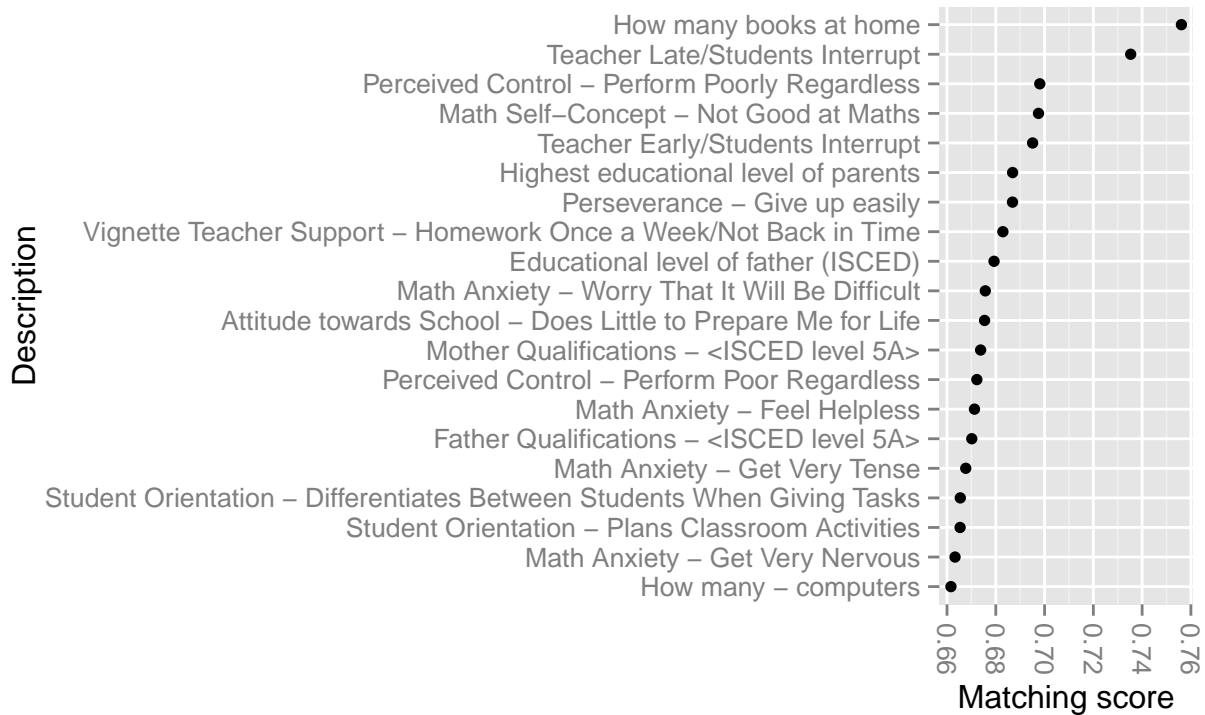 How many books at home
Teacher Late/Students Interrupt
Perceived Control − Perform Poorly Regardless
Math Self−Concept − Not Good at Maths
Teacher Early/Students Interrupt
Highest educational level of parents
Perseverance − Give up easily
Vignette Teacher Support − Homework Once a Week/Not Back in Time
Educational level of father (ISCED)
Math Anxiety − Worry That It Will Be Difficult
Attitude towards School − Does Little to Prepare Me for Life
Mother Qualifications − <ISCED level 5A>
Perceived Control − Perform Poor Regardless
Math Anxiety − Feel Helpless
Father Qualifications − <ISCED level 5A>
Math Anxiety − Get Very Tense
Student Orientation − Differentiates Between Students When Giving Tasks
Student Orientation − Plans Classroom Activities
Math Anxiety − Get Very Nervous
How many − computers
Description
0.66
0.68
0.70
0.72
0.74
0.76
Matching score